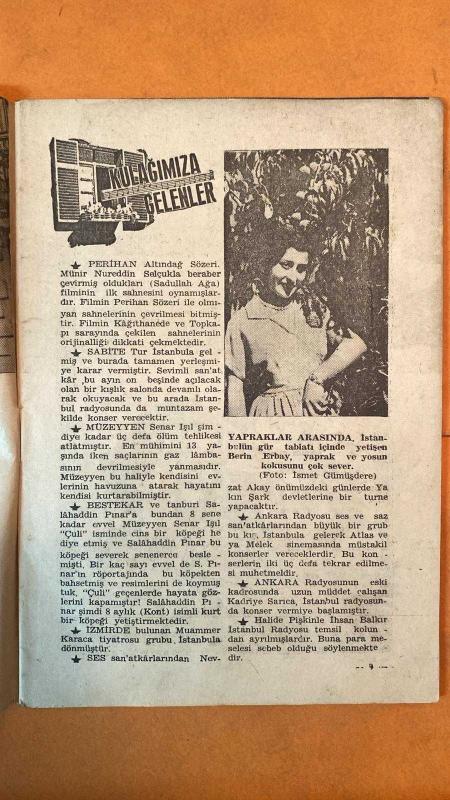 KULAĞIMIZA
GELENLER
★ PERİHAN Altındağ Sözeri.
Münir Nureddin Selçukla beraber
çevirmiş oldukları (Sadullah Ağa)
filminin ilk sahnesini oynamışlar-
dır. Filmin Perihan Sözeri ile olmı-
yan sahnelerinin çevrilmesi bitmiş-
tir. Filmin Kâğıthanede ve Topka-
pı sarayında çekilen sahnelerinin
orijinalliği dikkati çekmektedir.
★ SABİTE Tur İstanbula gel -
miş ve burada tamamen yerleşmi-
ye karar vermiştir. Sevimli san'at
kâr ,bu ayın on beşinde açılacak
olan bir kışlık salonda devamlı ola-
rak okuyacak ve bu arada İstan-
bul radyosunda da muntazam şe-
kilde konser verecektir.
★ MÜZEYYEN Senar Işıl şim -
diye kadar üç defa ölüm tehlikesi
atlatmıştır. En mühimini 13 ya-
şında iken saçlarının gaz lâmba-
sının devrilmesiyle yanmasıdır.
Müzeyyen bu haliyle kendisini ev-
lerinin havuzuna atarak hayatını
kendisi kurtarabilmiştir.
★ BESTEKAR ve tanburi Sa-
lâhaddin Pınar'a bundan 8 sene
kadar evvel Müzeyyen Senar Işıl
"Çuli" isminde cins bir köpeği he
diye etmiş ve Salâhaddin Pınar bu
köpeği severek senenerce besle -
mişti. Bir kaç sayı evvel de S. Pı-
nar'ın röportajında bu köpekten
bahsetmiş ve resimlerini de koymuş
tuk. "Çuli" geçenlerde hayata göz-
lerini kapamıştır! Salâhaddin Pı -
nar şimdi 8 aylık (Kont) isimli kurt
bir köpeği yetiştirmektedir.
★ İZMİRDE bulunan Muammer
Karaca tiyatrosu grubu, İstanbula
dönmüştür.
★ SES san'atkârlarından Nev-
YAPRAKLAR ARASINDA, İstan-
bulün gür tabiatı içinde yetişen
Berin Erbay, yaprak ve yosun
kokusunu çok sever.
(Foto: İsmet Gümüşdere)
zat Akay önümüzdeki günlerde Ya
kın Şark devletlerine bir turne
yapacaktır.
★ Ankara Radyosu ses ve saz
san'atkârlarından büyük bir grub
bu kış, İstanbula gelerek Atlas ve
ya Melek sinemasında müstakil
konserler vereceklerdir. Bu kon -
serlerin iki üç defa tekrar edilme-
si muhetmeldir.
★ ANKARA Radyosunun eski
kadrosunda uzun müddet çalışan
Kadriye Sarıca, İstanbul radyosun-
da konser vermiye başlamıştır.
★ Halide Pişkinle İhsan Balkır
İstanbul Radyosu temsil kolun -
dan ayrılmışlardır. Buna para me-
selesi sebeb olduğu söylenmekte -
dir.
— 9 —